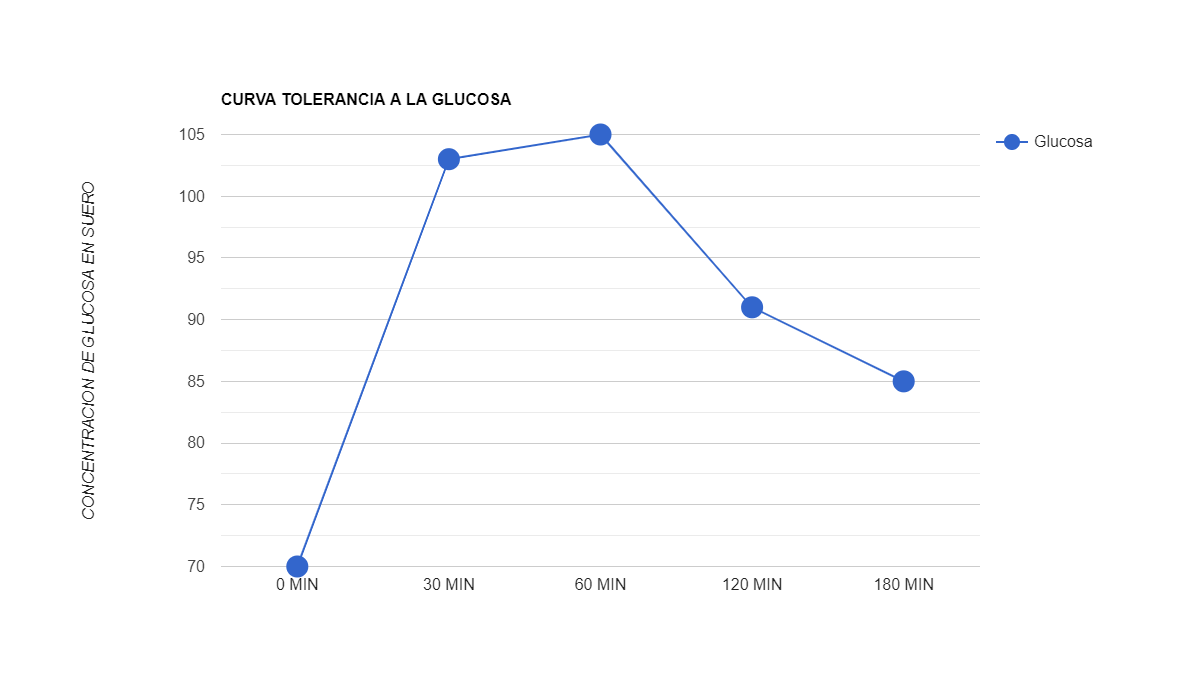 CURVA TOLERANCIA A LA GLUCOSA
CONCENTRACION DE GLUCOSA EN SUERO
105
100
95
90
85
80
75
70
0 MIN
30 MIN
60 MIN
120 MIN
180 MIN
Glucosa